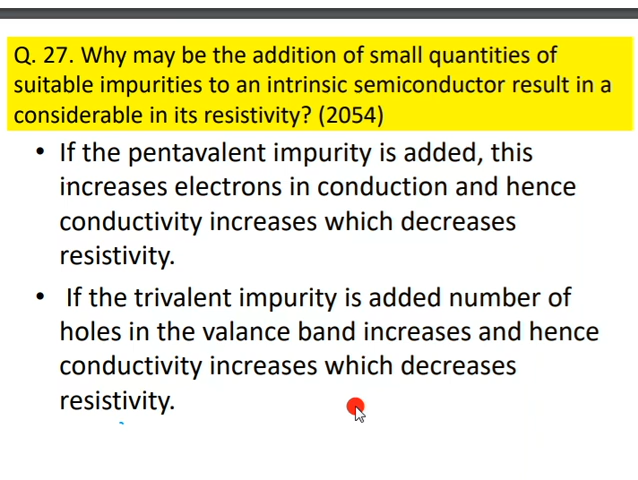 Q. 27. Why may be the addition of small quantities of
suitable impurities to an intrinsic semiconductor result in a
considerable in its resistivity? (2054)
• If the pentavalent impurity is added, this
increases electrons in conduction and hence
conductivity increases which decreases
resistivity.
• If the trivalent impurity is added number of
holes in the valance band increases and hence
conductivity increases which decreases
resistivity.